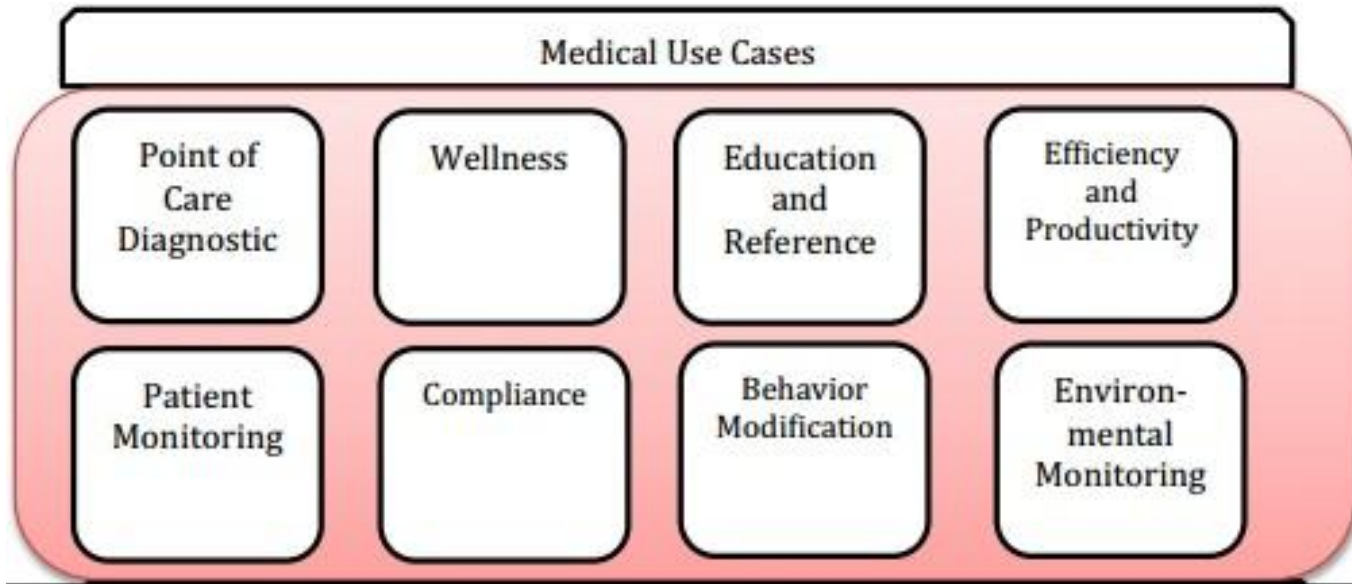 Medical Use Cases
Point of
Care
Diagnostic
Wellness
Education
and
Reference
Efficiency
and
Productivity
Patient
Monitoring
Compliance
Behavior
Modification
Environ-
mental
Monitoring